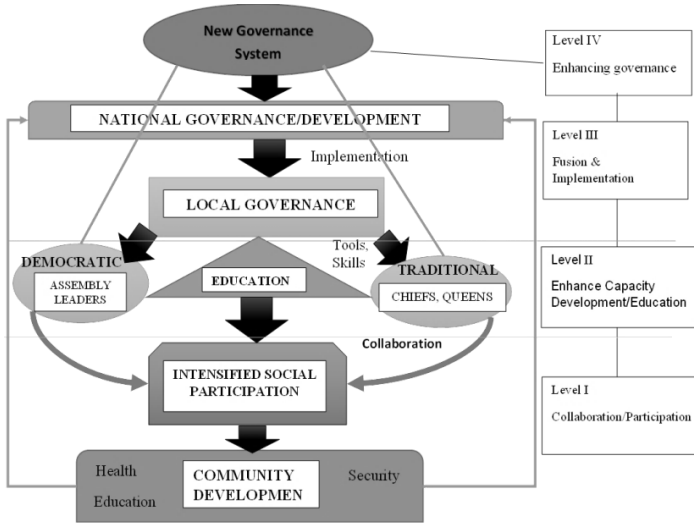 New Governance
System
NATIONAL GOVERNANCE/DEVELOPMENT
Implementation
LOCAL GOVERNANCE
Tools,
Skills
DEMOCRATIC
ASSEMBLY
LEADERS
EDUCATION
TRADITIONAL
CHIEFS, QUEENS
Collaboration
INTENSIFIED SOCIAL
PARTICIPATION
Health
Education
COMMUNITY
DEVELOPMEN
Security
Level IV
Enhancing governance
Level III
Fusion &
Implementation
Level II
Enhance Capacity
Development/Education
Level I
Collaboration/Participation